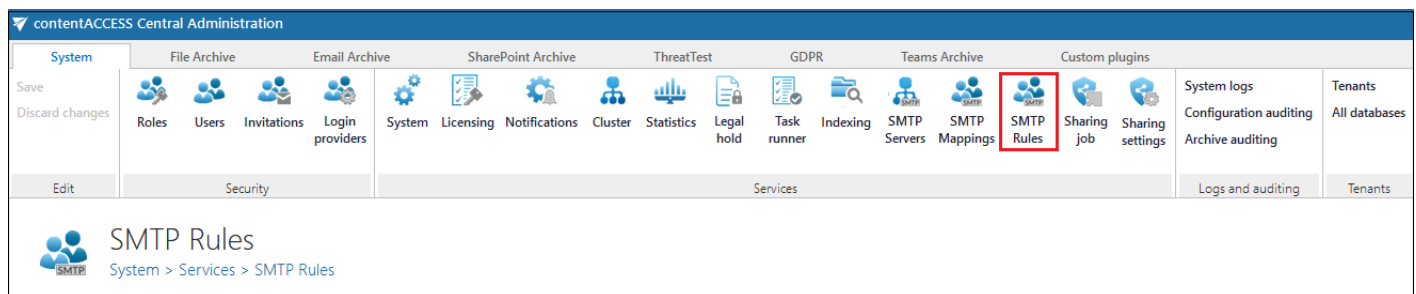 contentACCESS Central Administration
System File Archive Email Archive SharePoint Archive ThreatTest GDPR Teams Archive Custom plugins
Save
Discard changes
Roles Users Invitations Login providers System Licensing Notifications Cluster Statistics Legal hold Task runner Indexing SMTP Servers SMTP Mappings SMTP Rules Sharing job Sharing settings
System logs
Configuration auditing
Archive auditing
Tenants
All databases
Edit Security Services Logs and auditing Tenants
SMTP
SMTP Rules
System > Services > SMTP Rules